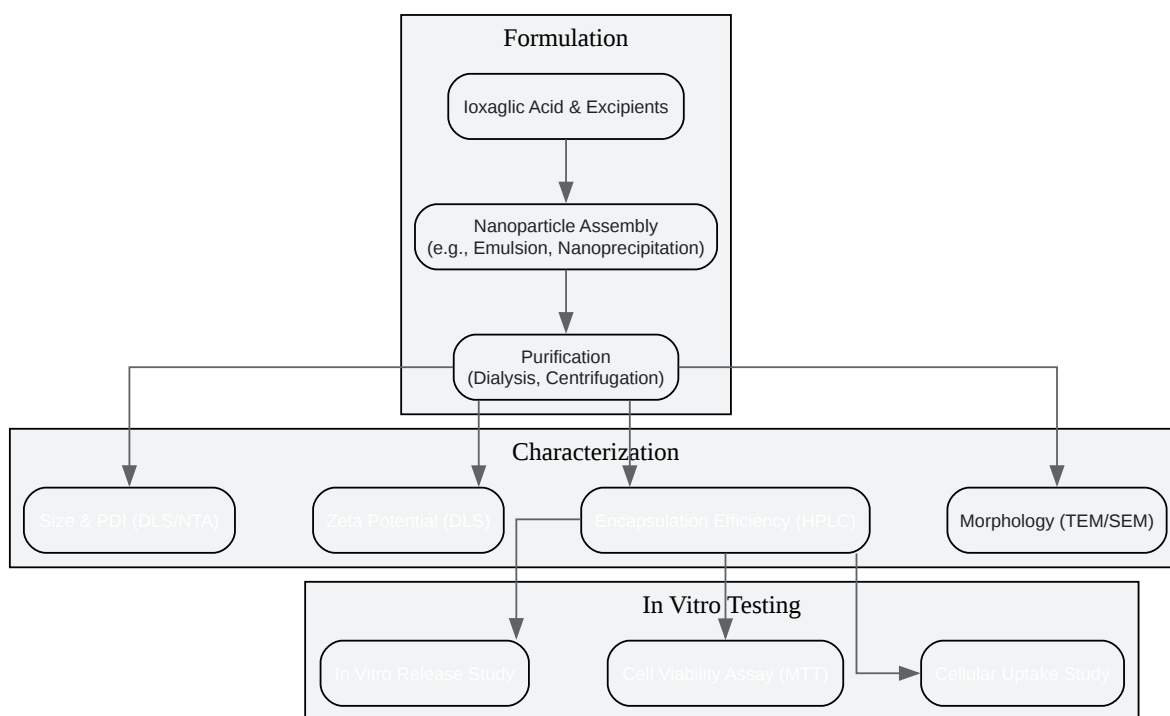 Formulation
Ioxaglic Acid & Excipients
Nanoparticle Assembly
(e.g., Emulsion, Nanoprecipitation)
Purification
(Dialysis, Centrifugation)
Characterization
Size & PDI (DLS/NTA)
Zeta Potential (DLS)
Encapsulation Efficiency (HPLC)
Morphology (TEM/SEM)
In Vitro Testing
In Vitro Release Study
Cell Viability Assay (MTT)
Cellular Uptake Study